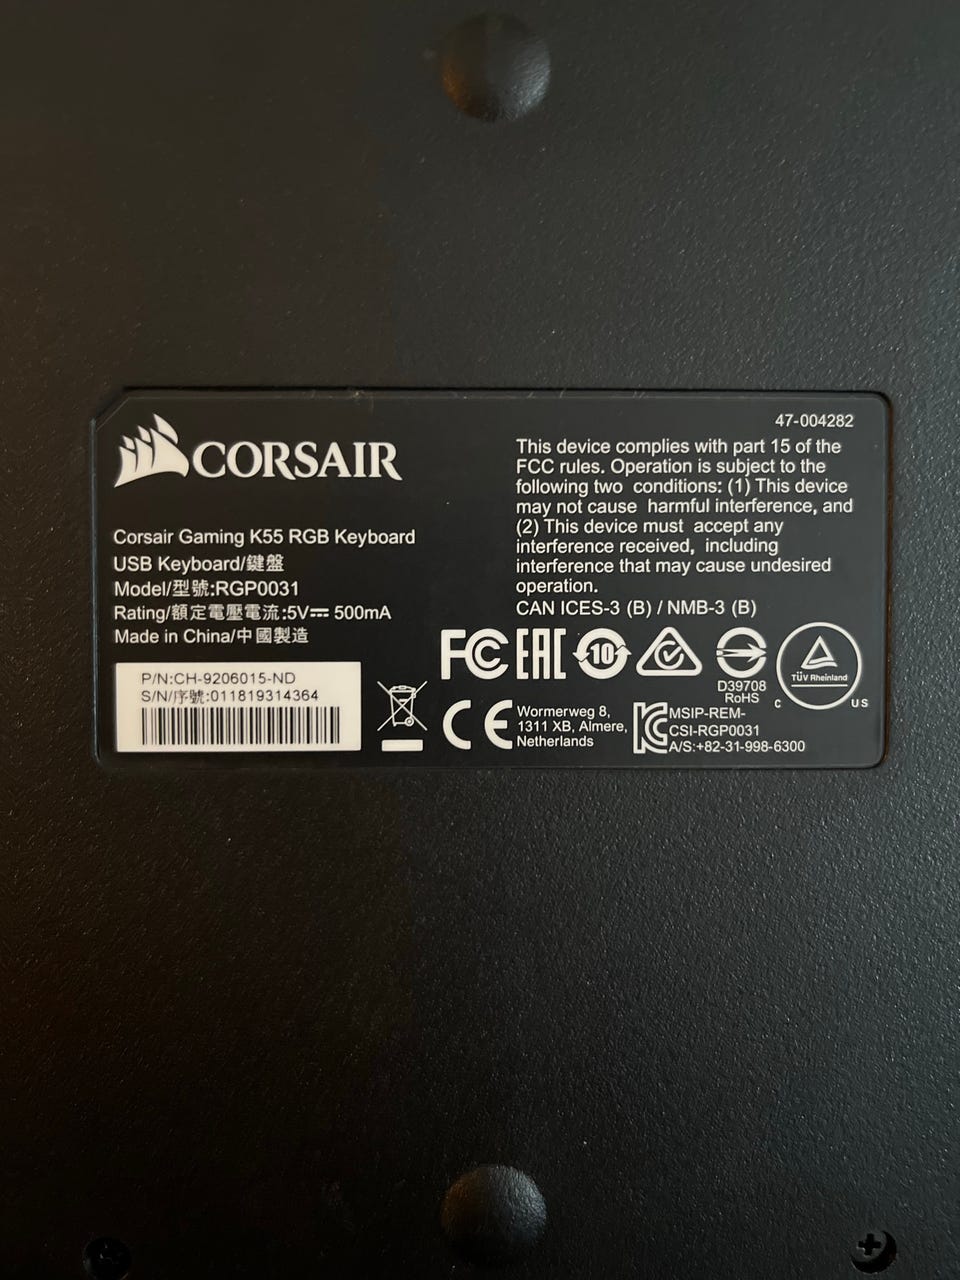 CORSAIR
Corsair Gaming K55 RGB Keyboard
USB Keyboard/鍵盤
Model/型號:RGP0031
Rating/額定電壓電流:5V⎓ 500mA
Made in China/中國製造
P/N:CH-9206015-ND
S/N/序號:011819314364
47-004282
This device complies with part 15 of the
FCC rules. Operation is subject to the
following two conditions: (1) This device
may not cause harmful interference, and
(2) This device must accept any
interference received, including
interference that may cause undesired
operation.
CAN ICES-3 (B) / NMB-3 (B)
FC
EAC
10
D39708
RoHS
TÜV Rheinland
C US
CE
Wormerweg 8,
1311 XB, Almere,
Netherlands
KC
MSIP-REM-
CSI-RGP0031
A/S:+82-31-998-6300